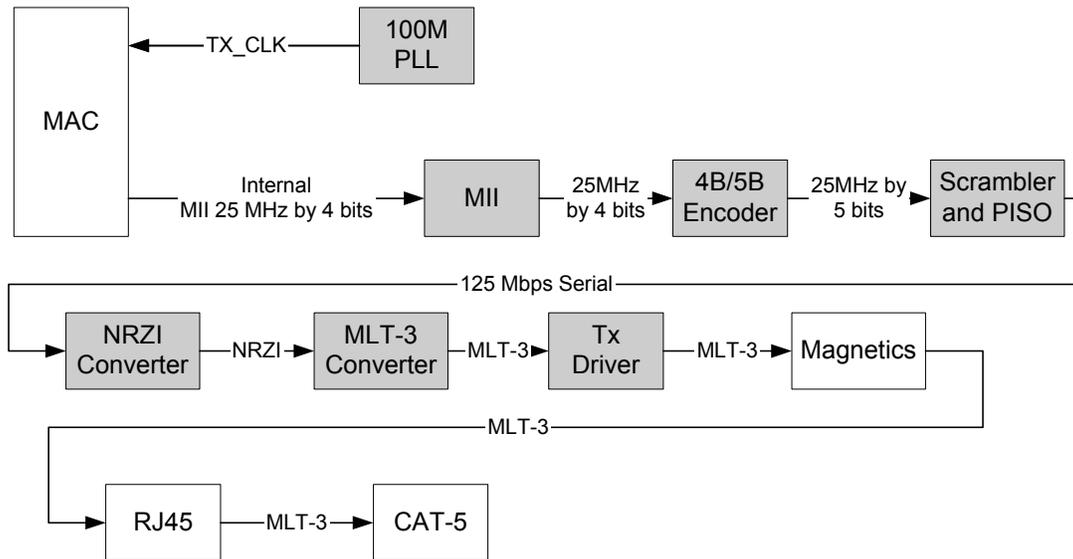 100M
PLL
TX_CLK
MAC
Internal
MII 25 MHz by 4 bits
MII
25MHz
by 4 bits
4B/5B
Encoder
25MHz by
5 bits
Scrambler
and PISO
125 Mbps Serial
NRZI
Converter
NRZI
MLT-3
Converter
MLT-3
Tx
Driver
MLT-3
Magnetics
MLT-3
RJ45
MLT-3
CAT-5